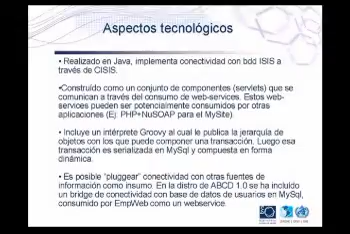 Aspectos tecnológicos
• Realizado en Java, implementa conectividad con bdd ISIS a
través de CISIS.
•Construído como un conjunto de componentes (servlets) que se
comunican a través del consumo de web-services. Estos web-
services pueden ser potencialmente consumidos por otras
aplicaciones (Ej: PHP+NuSOAP para el MySite).
• Incluye un intérprete Groovy al cual le publica la jerarquía de
objetos con los que puede componer una transacción. Luego esa
transacción es serializada en MySql y compuesta en forma
dinámica.
• Es posible “pluggear” conectividad con otras fuentes de
información como insumo. En la distro de ABCD 1.0 se ha incluído
un bridge de conectividad con base de datos de usuarios en MySql,
consumido por EmpWeb como un webservice.